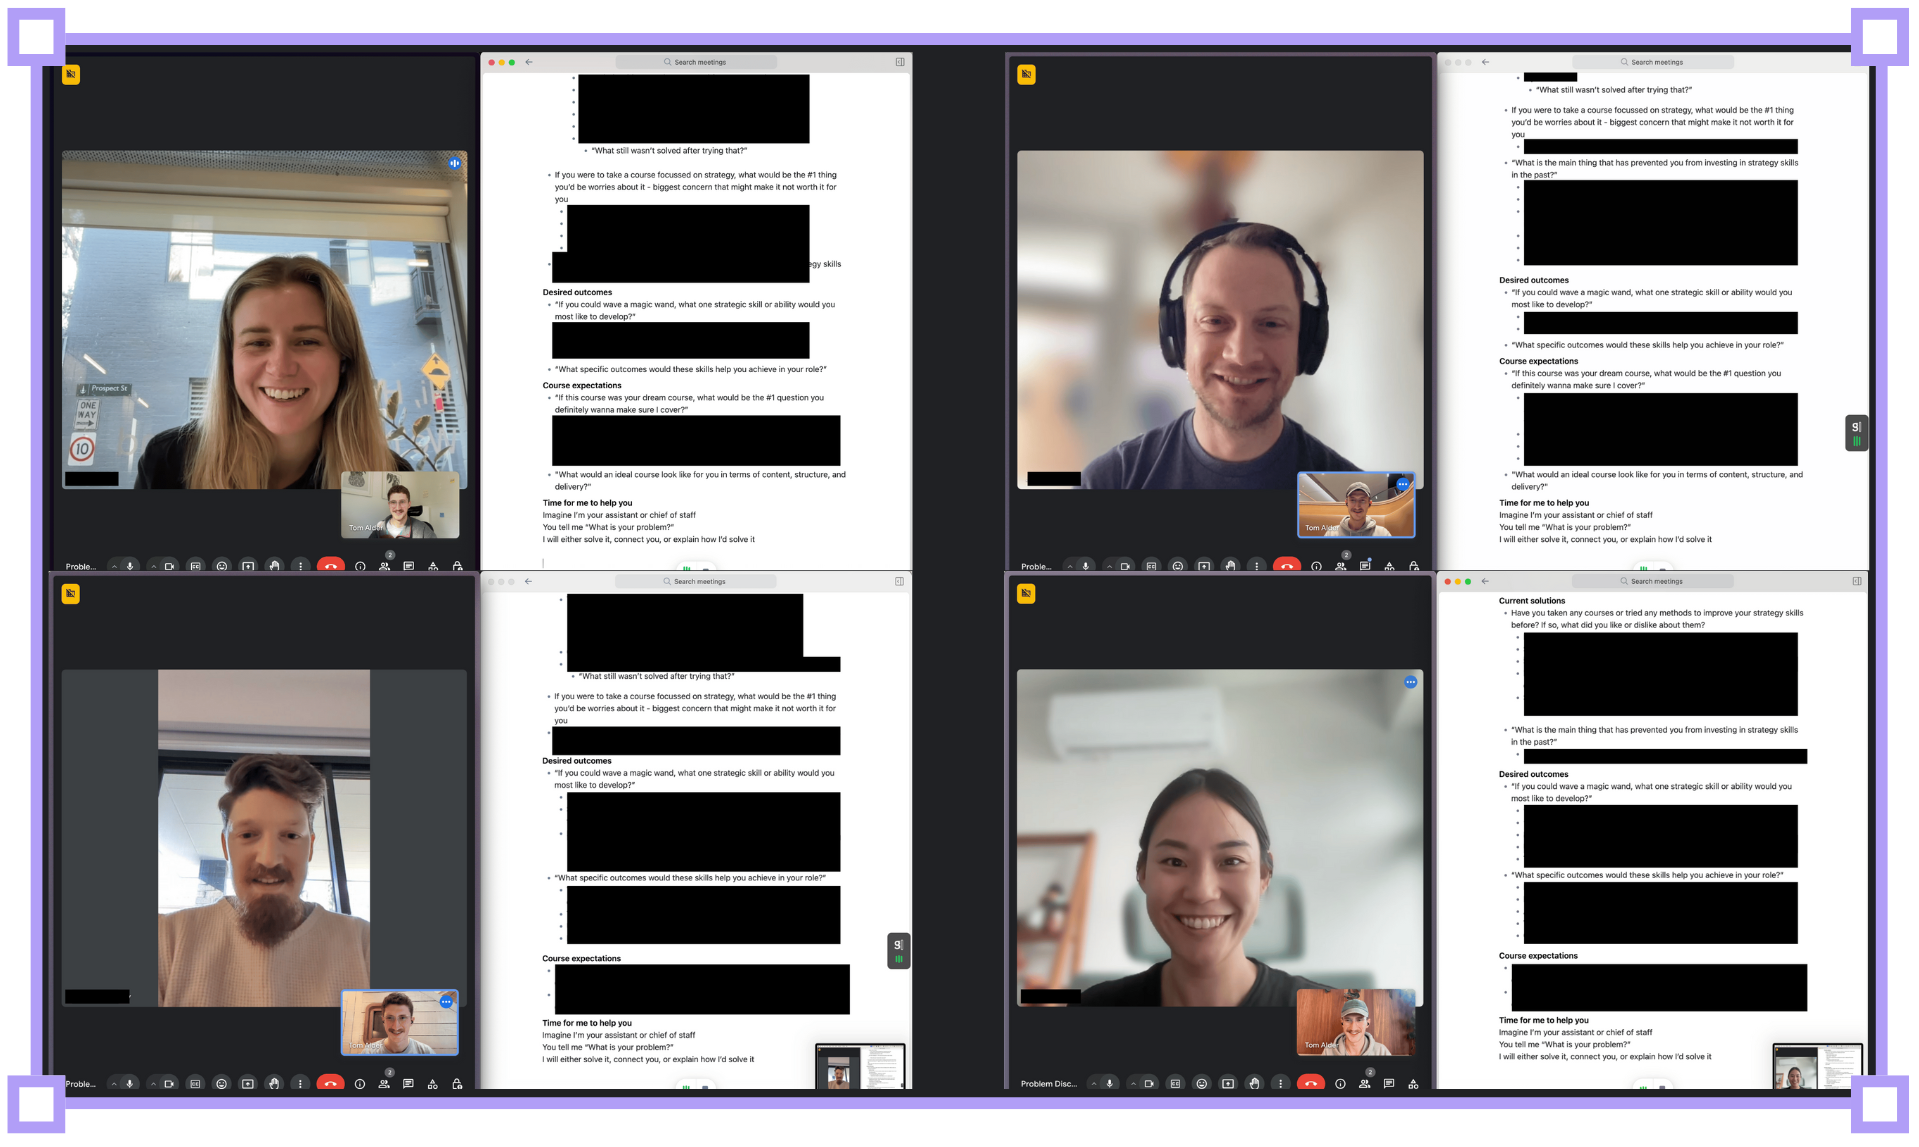 Search meetings
"What still wasn't solved after trying that?"
If you were to take a course focussed on strategy, what would be the #1 thing
you'd be worries about it - biggest concern that might make it not worth it for
you
egy skills
Desired outcomes
"If you could wave a magic wand, what one strategic skill or ability would you
most like to develop?"
"What specific outcomes would these skills help you achieve in your role?"
Course expectations
"If this course was your dream course, what would be the #1 question you
definitely wanna make sure I cover?"
"What would an ideal course look like for you in terms of content, structure, and
delivery?"
Time for me to help you
Imagine I'm your assistant or chief of staff
You tell me "What is your problem?"
I will either solve it, connect you, or explain how I'd solve it
Prospect St
ONE
WAY
10
Tom Alder
Proble...
2
Search meetings
"What still wasn't solved after trying that?"
If you were to take a course focussed on strategy, what would be the #1 thing
you'd be worries about it - biggest concern that might make it not worth it for
you
"What is the main thing that has prevented you from investing in strategy skills
in the past?"
Desired outcomes
"If you could wave a magic wand, what one strategic skill or ability would you
most like to develop?"
"What specific outcomes would these skills help you achieve in your role?"
Course expectations
"If this course was your dream course, what would be the #1 question you
definitely wanna make sure I cover?"
"What would an ideal course look like for you in terms of content, structure, and
delivery?"
Time for me to help you
Imagine I'm your assistant or chief of staff
You tell me "What is your problem?"
I will either solve it, connect you, or explain how I'd solve it
g
Tom Alder
Proble...
2
Search meetings
"What still wasn't solved after trying that?"
If you were to take a course focussed on strategy, what would be the #1 thing
you'd be worries about it - biggest concern that might make it not worth it for
you
Desired outcomes
"If you could wave a magic wand, what one strategic skill or ability would you
most like to develop?"
"What specific outcomes would these skills help you achieve in your role?"
Course expectations
Time for me to help you
Imagine I'm your assistant or chief of staff
You tell me "What is your problem?"
I will either solve it, connect you, or explain how I'd solve it
g
Tom Alder
Proble...
2
Search meetings
Current solutions
Have you taken any courses or tried any methods to improve your strategy skills
before? If so, what did you like or dislike about them?
"What is the main thing that has prevented you from investing in strategy skills
in the past?"
Desired outcomes
"If you could wave a magic wand, what one strategic skill or ability would you
most like to develop?"
"What specific outcomes would these skills help you achieve in your role?"
Course expectations
Time for me to help you
Imagine I'm your assistant or chief of staff
You tell me "What is your problem?"
I will either solve it, connect you, or explain how I'd solve it
Tom Alder
Problem Disc...
2